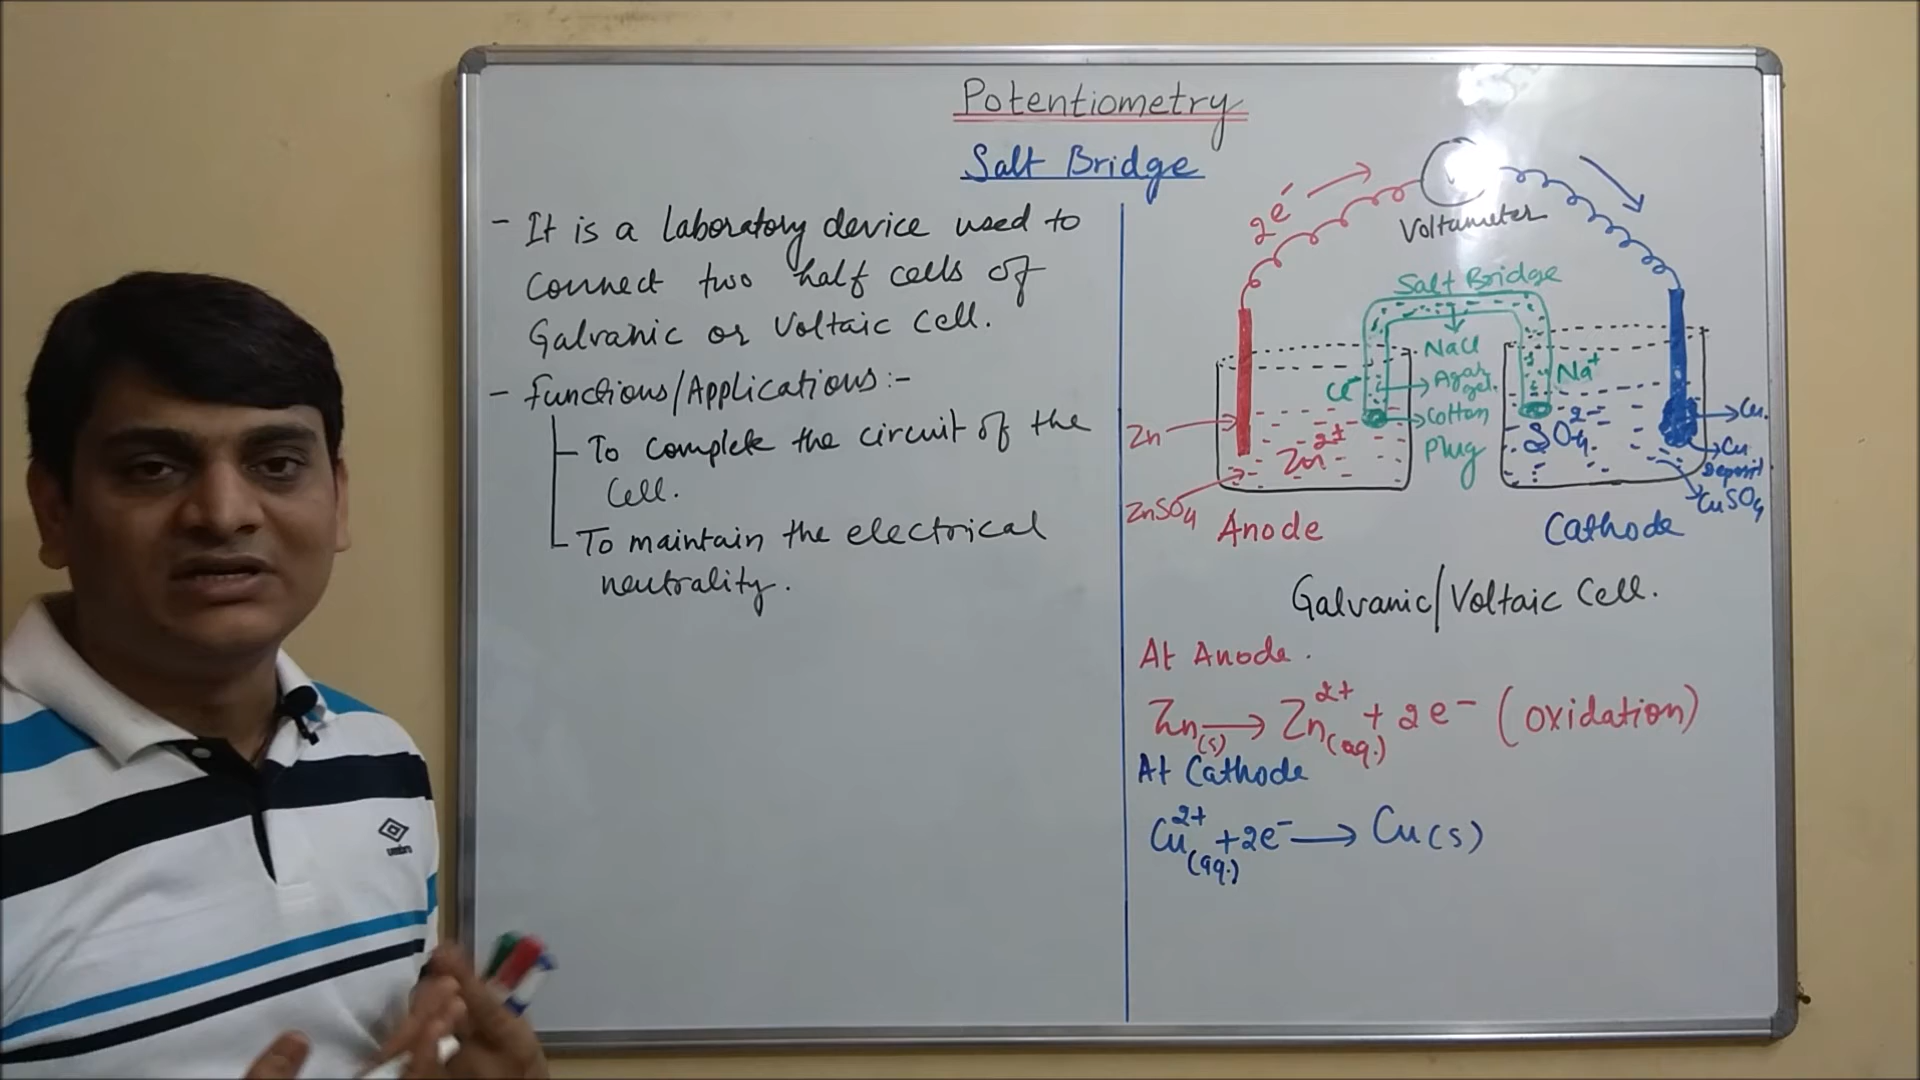 Potentiometry
Salt Bridge
- It is a laboratory device used to
connect two half cells of
Galvanic or Voltaic cell.
- Functions/Applications:-
- To complete the circuit of the
cell.
- To maintain the electrical
neutrality.
2e⁻
V
Voltameter
Salt Bridge
NaCl
Agar
gel.
Cotton
Plug
Cl⁻
Na⁺
Zn
Zn²⁺
ZnSO₄
SO₄²⁻
Cu.
Cu
Deposit
CuSO₄
Anode
Cathode
Galvanic/Voltaic Cell.
At Anode.
Zn(s) → Zn²⁺(aq.) + 2e⁻ (oxidation)
At Cathode
Cu²⁺(aq.) + 2e⁻ → Cu(s)
umbro